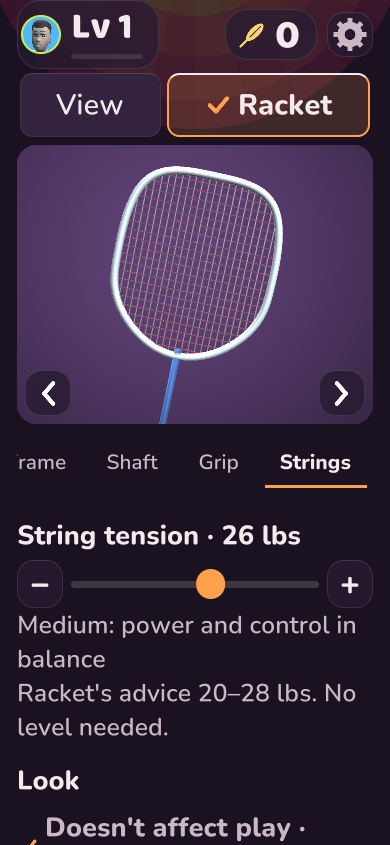 Lv 1
0
View
Racket
rame
Shaft
Grip
Strings
String tension · 26 lbs
Medium: power and control in
balance
Racket's advice 20–28 lbs. No
level needed.
Look
Doesn't affect play ·